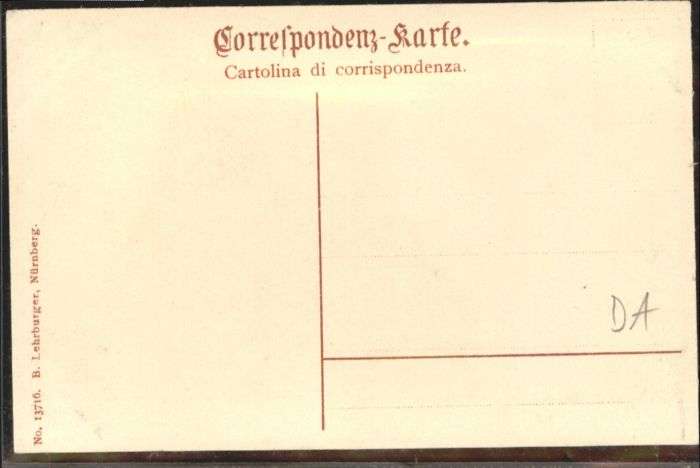 Correspondenz-Karte.
Cartolina di corrispondenza.
No. 13716. B. Lehrburger, Nürnberg.
DA